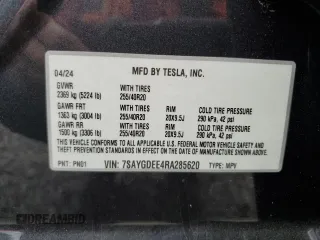 04/24 MFD BY TESLA, INC.
GVWR WITH TIRES
2369 kg (5224 lb) 255/40R20
GAWR FRT WITH TIRES RIM COLD TIRE PRESSURE
1363 kg (3004 lb) 255/40R20 20X9.5J 290 kPa, 42 psi
GAWR RR WITH TIRES RIM COLD TIRE PRESSURE
1500 kg (3306 lb) 255/40R20 20X9.5J 290 kPa, 42 psi
THIS VEHICLE CONFORMS TO ALL APPLICABLE U.S. FEDERAL MOTOR VEHICLE
SAFETY AND THEFT PREVENTION STANDARDS IN EFFECT ON THE DATE OF
MANUFACTURE SHOWN ABOVE.
PNT: PN01 VIN: 7SAYGDEE4RA285620 TYPE: MPV
DREAMBID